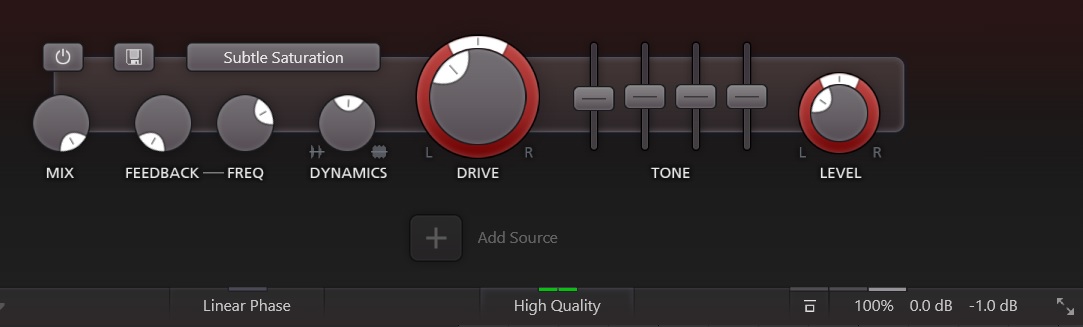 Subtle Saturation
L R L R
MIX FEEDBACK FREQ DYNAMICS DRIVE TONE LEVEL
Add Source
Linear Phase High Quality 100% 0.0 dB -1.0 dB